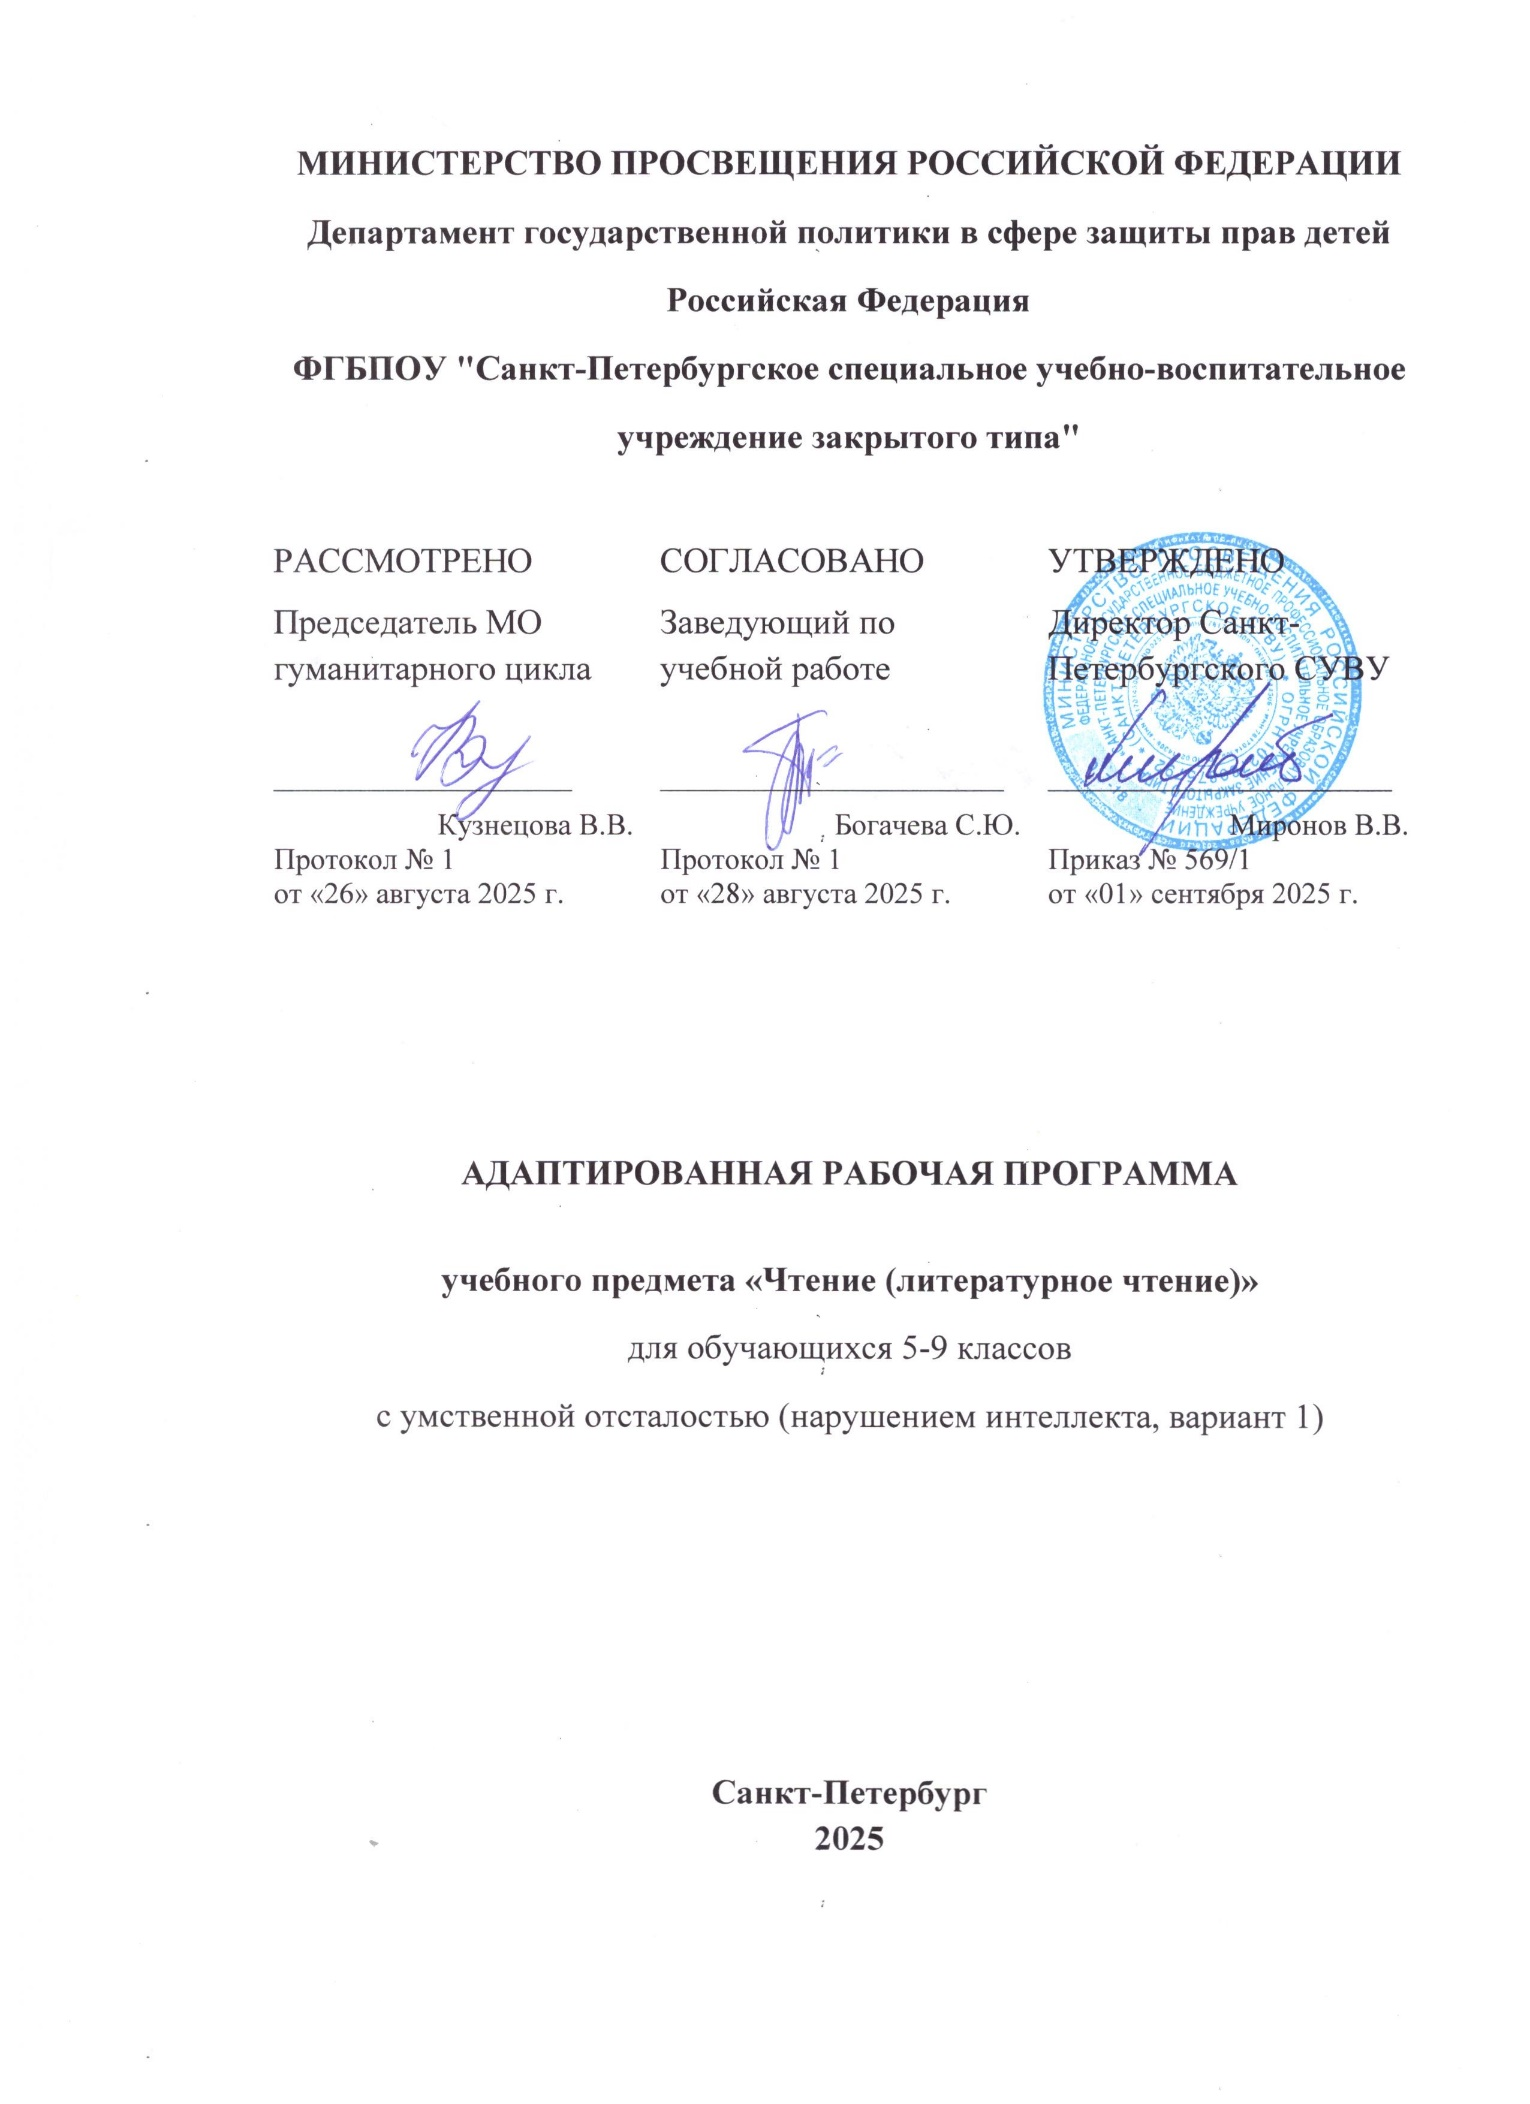 МИНИСТЕРСТВО ПРОСВЕЩЕНИЯ РОССИЙСКОЙ ФЕДЕРАЦИИ
Департамент государственной политики в сфере защиты прав детей
Российская Федерация
ФГБПОУ "Санкт-Петербургское специальное учебно-воспитательное
учреждение закрытого типа"
РАССМОТРЕНО
Председатель МО
гуманитарного цикла
Кузнецова В.В.
Протокол № 1
от «26» августа 2025 г.
СОГЛАСОВАНО
Заведующий по
учебной работе
Богачева С.Ю.
Протокол № 1
от «28» августа 2025 г.
УТВЕРЖДЕНО
Директор Санкт-
Петербургского СУВУ
Миронов В.В.
Приказ № 569/1
от «01» сентября 2025 г.
МИНИСТЕРСТВО ПРОСВЕЩЕНИЯ РОССИЙСКОЙ ФЕДЕРАЦИИ
АДАПТИРОВАННАЯ РАБОЧАЯ ПРОГРАММА
учебного предмета «Чтение (литературное чтение)»
для обучающихся 5-9 классов
с умственной отсталостью (нарушением интеллекта, вариант 1)
Санкт-Петербург
2025